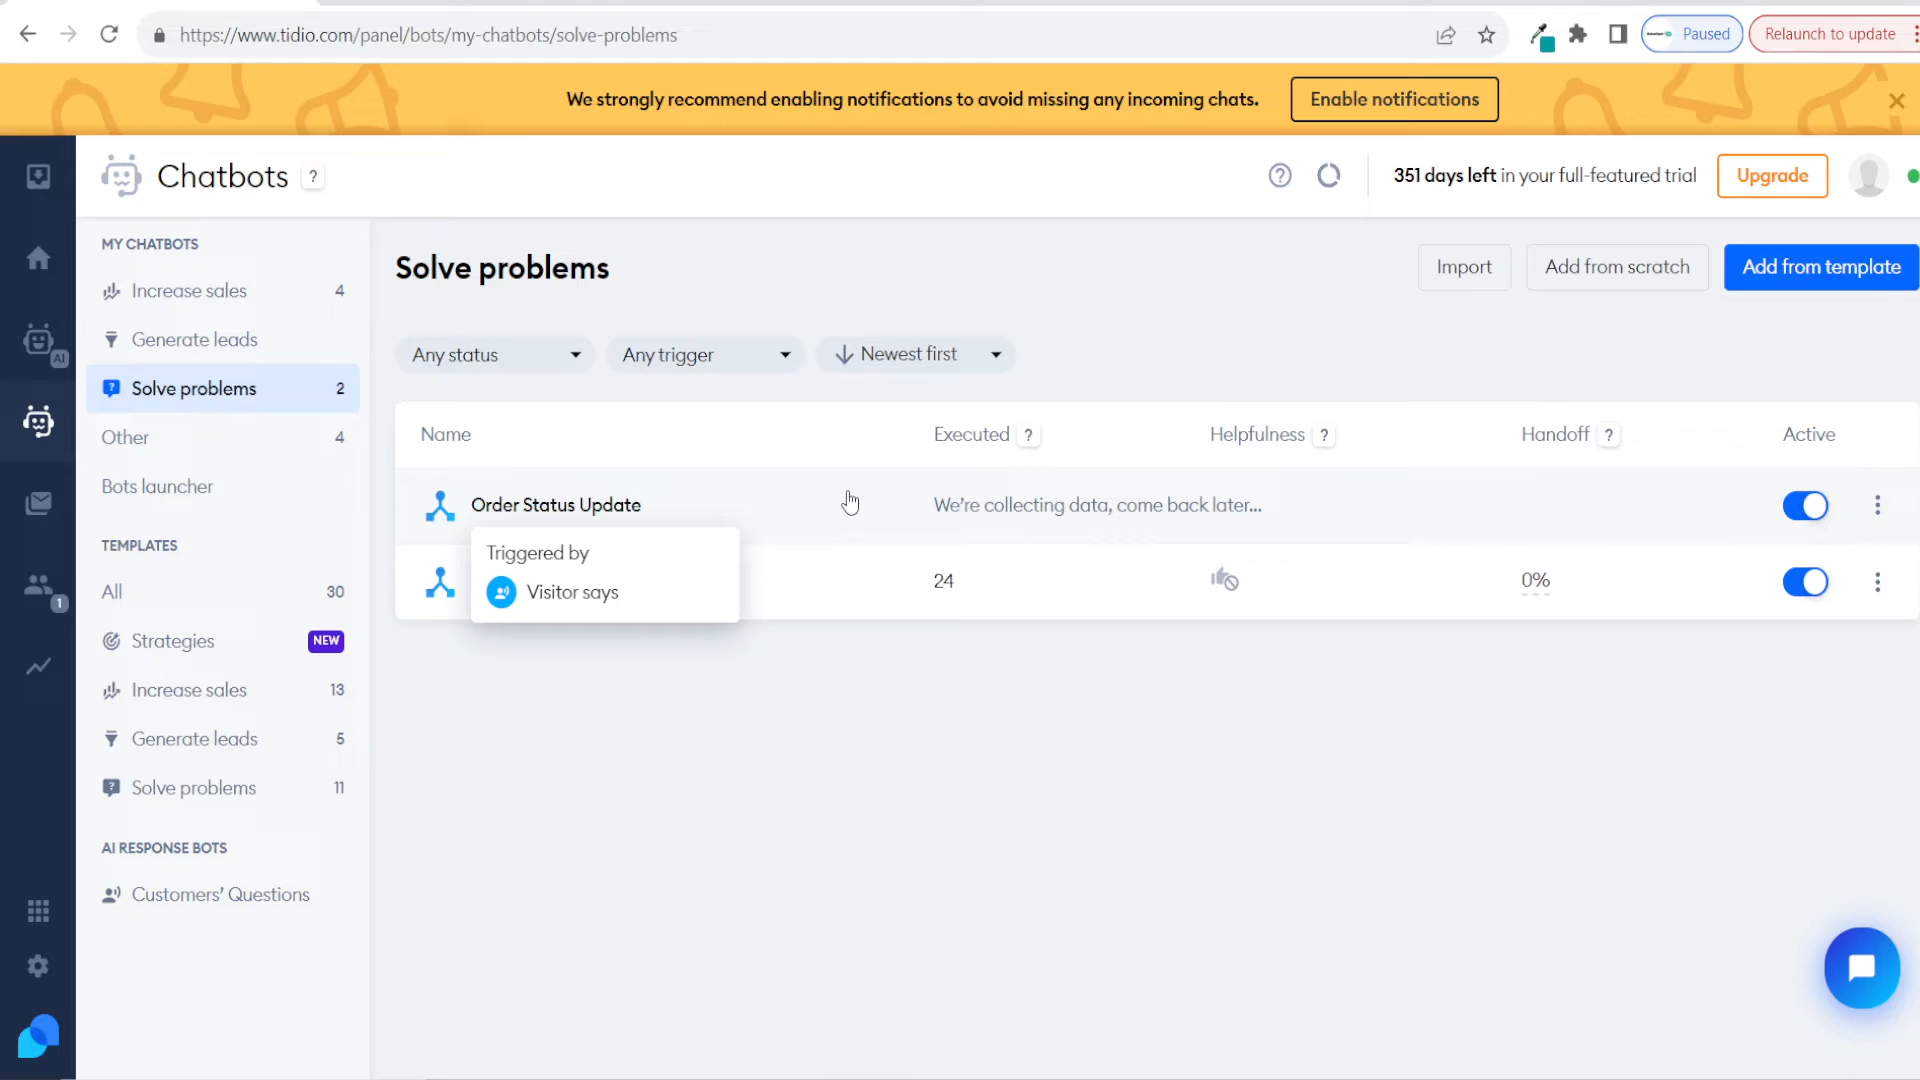 https://www.tidio.com/panel/bots/my-chatbots/solve-problems
Paused
Relaunch to update
We strongly recommend enabling notifications to avoid missing any incoming chats.
Enable notifications
Chatbots ?
351 days left in your full-featured trial
Upgrade
MY CHATBOTS
Increase sales 4
Generate leads
Solve problems 2
Other 4
Bots launcher
TEMPLATES
All 30
Strategies NEW
Increase sales 13
Generate leads 5
Solve problems 11
AI RESPONSE BOTS
Customers' Questions
AI
1
Solve problems
Import
Add from scratch
Add from template
Any status
Any trigger
Newest first
Name
Executed ?
Helpfulness ?
Handoff ?
Active
Order Status Update
We're collecting data, come back later...
Triggered by
Visitor says
24
0%